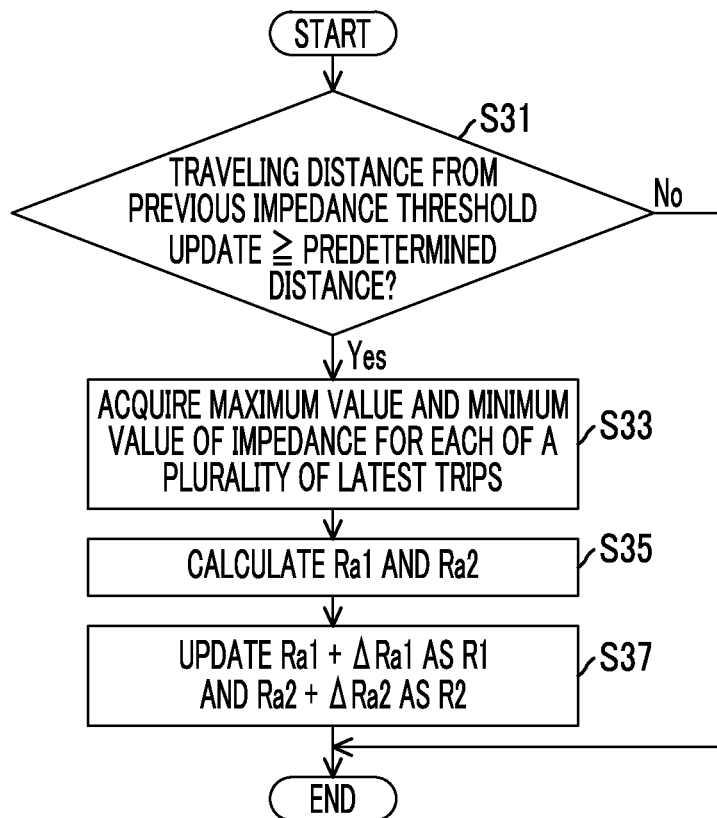 START
S31
TRAVELING DISTANCE FROM
PREVIOUS IMPEDANCE THRESHOLD
UPDATE ≧ PREDETERMINED
DISTANCE?
No
Yes
ACQUIRE MAXIMUM VALUE AND MINIMUM
VALUE OF IMPEDANCE FOR EACH OF A
PLURALITY OF LATEST TRIPS
S33
CALCULATE Ra1 AND Ra2
S35
UPDATE Ra1 + ΔRa1 AS R1
AND Ra2 + ΔRa2 AS R2
S37
END